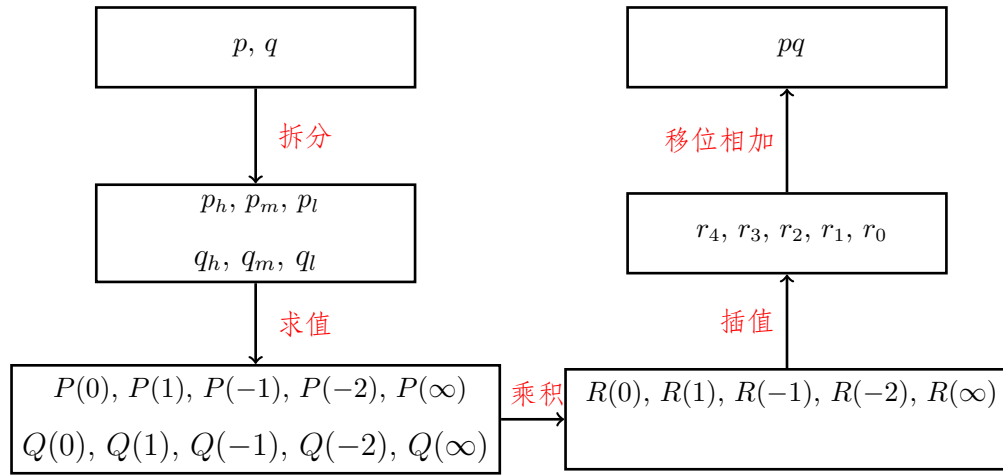 p, q
拆分
p_h, p_m, p_l
q_h, q_m, q_l
求值
P(0), P(1), P(−1), P(−2), P(∞)
Q(0), Q(1), Q(−1), Q(−2), Q(∞)
乘积
R(0), R(1), R(−1), R(−2), R(∞)
插值
r_4, r_3, r_2, r_1, r_0
移位相加
pq